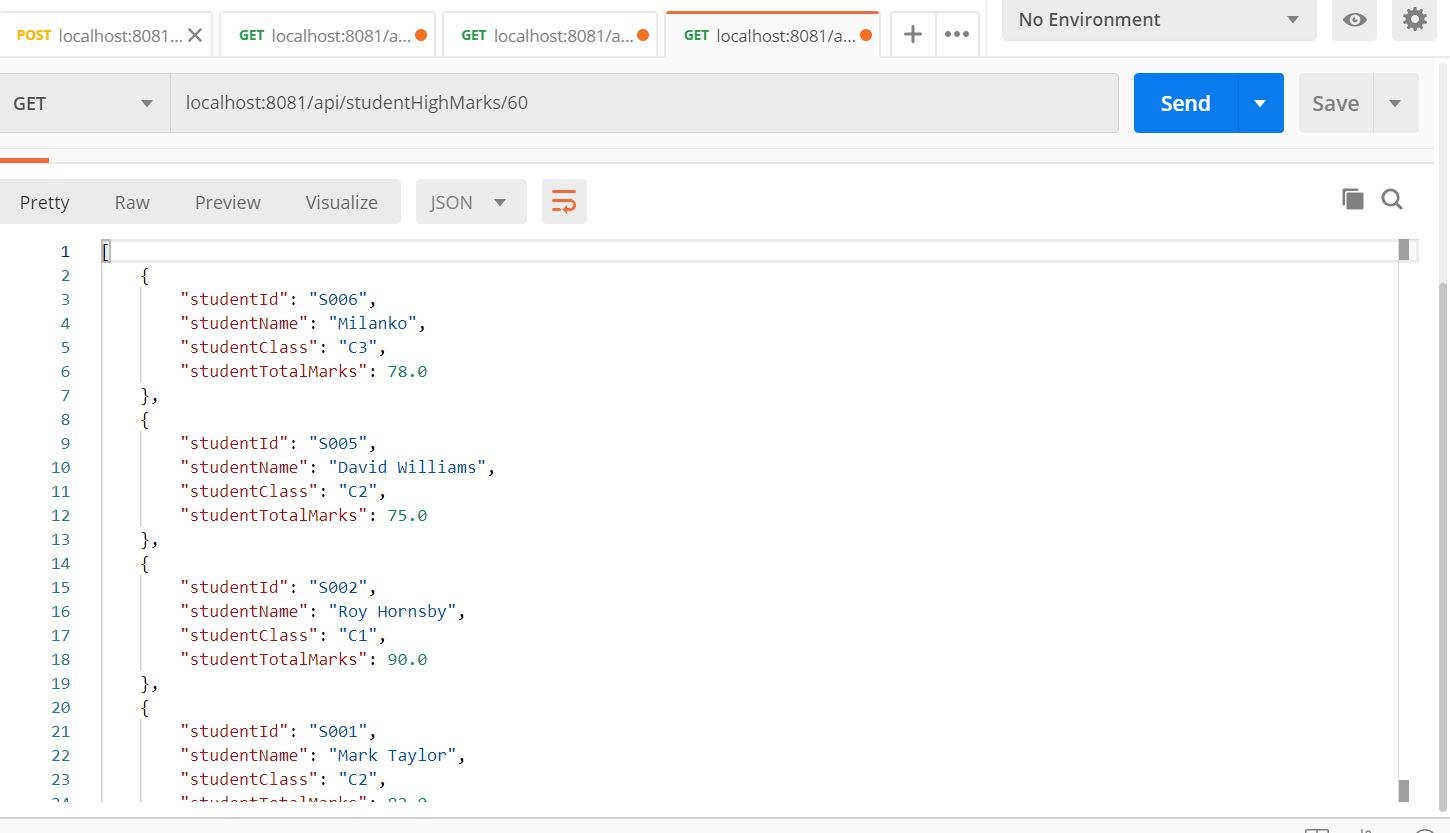 POST localhost:8081... GET localhost:8081/a... GET localhost:8081/a... GET localhost:8081/a... No Environment
GET localhost:8081/api/studentHighMarks/60 Send Save
Pretty Raw Preview Visualize JSON
1 [
2 {
3 "studentId": "S006",
4 "studentName": "Milanko",
5 "studentClass": "C3",
6 "studentTotalMarks": 78.0
7 },
8 {
9 "studentId": "S005",
10 "studentName": "David Williams",
11 "studentClass": "C2",
12 "studentTotalMarks": 75.0
13 },
14 {
15 "studentId": "S002",
16 "studentName": "Roy Hornsby",
17 "studentClass": "C1",
18 "studentTotalMarks": 90.0
19 },
20 {
21 "studentId": "S001",
22 "studentName": "Mark Taylor",
23 "studentClass": "C2",
24 "studentTotalMarks":